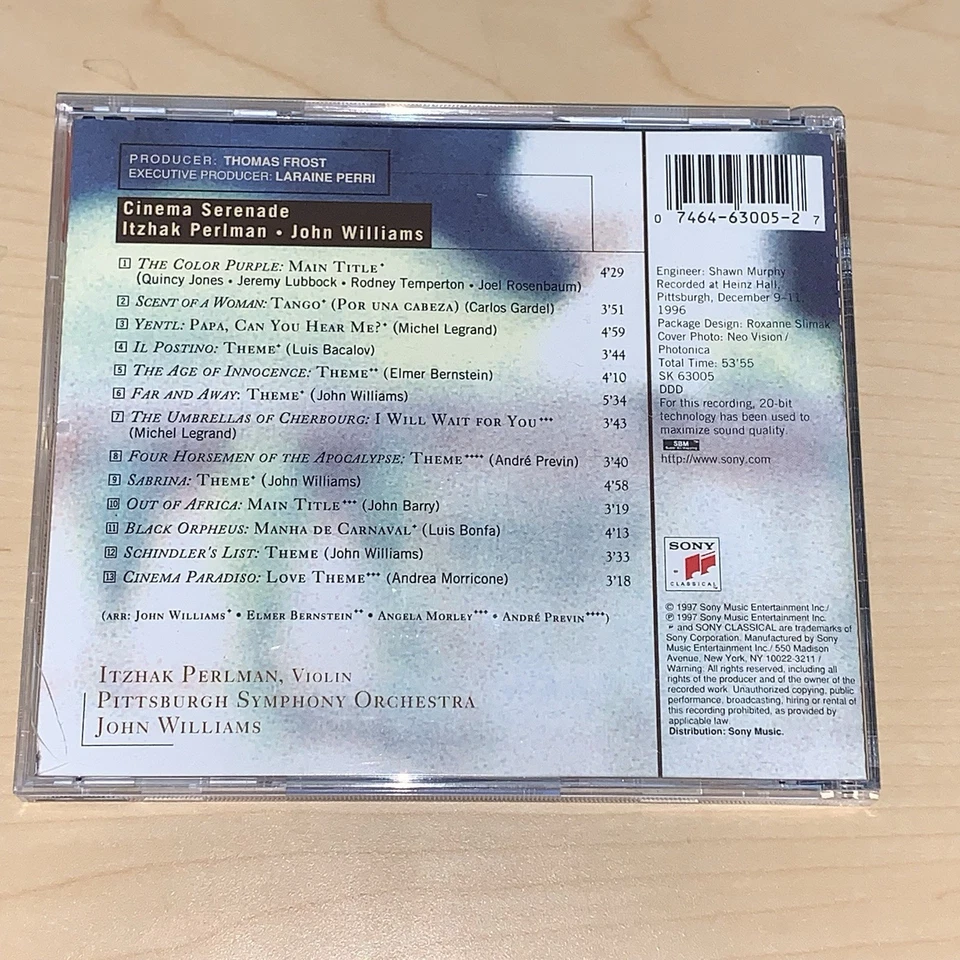 PRODUCER: THOMAS FROST
EXECUTIVE PRODUCER: LARAINE PERRI
Cinema Serenade
Itzhak Perlman • John Williams
1 THE COLOR PURPLE: MAIN TITLE* 4'29
(Quincy Jones • Jeremy Lubbock • Rodney Temperton • Joel Rosenbaum)
2 SCENT OF A WOMAN: TANGO* (POR UNA CABEZA) (Carlos Gardel) 3'51
3 YENTL: PAPA, CAN YOU HEAR ME?* (Michel Legrand) 4'59
4 IL POSTINO: THEME* (Luis Bacalov) 3'44
5 THE AGE OF INNOCENCE: THEME** (Elmer Bernstein) 4'10
6 FAR AND AWAY: THEME* (John Williams) 5'34
7 THE UMBRELLAS OF CHERBOURG: I WILL WAIT FOR YOU*** 3'43
(Michel Legrand)
8 FOUR HORSEMEN OF THE APOCALYPSE: THEME**** (André Previn) 3'40
9 SABRINA: THEME* (John Williams) 4'58
10 OUT OF AFRICA: MAIN TITLE*** (John Barry) 3'19
11 BLACK ORPHEUS: MANHA DE CARNAVAL* (Luis Bonfa) 4'13
12 SCHINDLER'S LIST: THEME (John Williams) 3'33
13 CINEMA PARADISO: LOVE THEME*** (Andrea Morricone) 3'18
(ARR: JOHN WILLIAMS* • ELMER BERNSTEIN** • ANGELA MORLEY*** • ANDRÉ PREVIN****)
ITZHAK PERLMAN, VIOLIN
PITTSBURGH SYMPHONY ORCHESTRA
JOHN WILLIAMS
0 7464-63005-2 7
Engineer: Shawn Murphy
Recorded at Heinz Hall,
Pittsburgh, December 9-11,
1996
Package Design: Roxanne Slimak
Cover Photo: Neo Vision/
Photonica
Total Time: 53'55
SK 63005
DDD
For this recording, 20-bit
technology has been used to
maximize sound quality.
SBM
http://www.sony.com
SONY
CLASSICAL
© 1997 Sony Music Entertainment Inc./
℗ 1997 Sony Music Entertainment Inc./
and SONY CLASSICAL are trademarks of
Sony Corporation. Manufactured by Sony
Music Entertainment Inc./ 550 Madison
Avenue, New York, NY 10022-3211 /
Warning: All rights reserved, including all
rights of the producer and of the owner of the
recorded work. Unauthorized copying, public
performance, broadcasting, hiring or rental of
this recording prohibited, as provided by
applicable law.
Distribution: Sony Music.